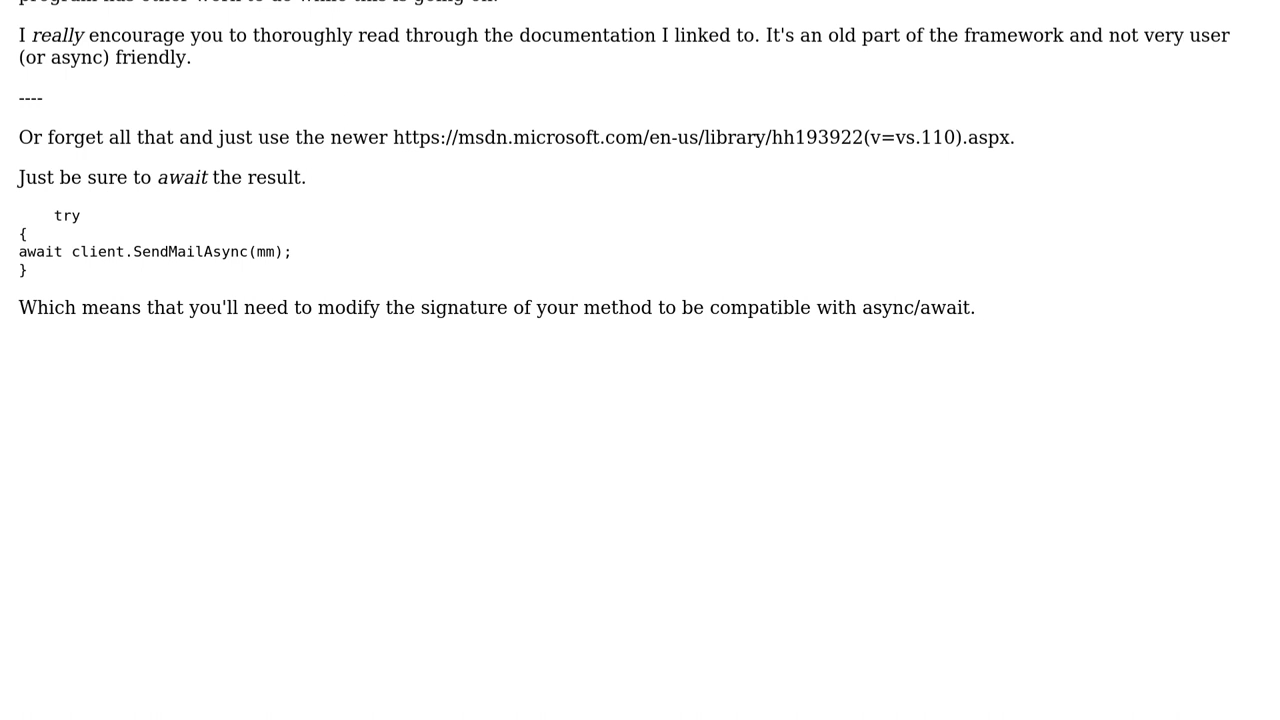 I really encourage you to thoroughly read through the documentation I linked to. It's an old part of the framework and not very user
(or async) friendly.
----
Or forget all that and just use the newer https://msdn.microsoft.com/en-us/library/hh193922(v=vs.110).aspx.
Just be sure to await the result.
try
{
await client.SendMailAsync(mm);
}
Which means that you'll need to modify the signature of your method to be compatible with async/await.